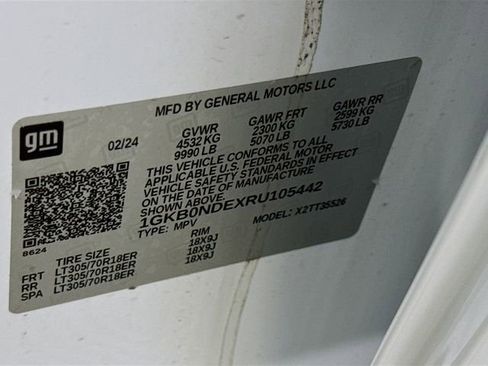 MFD BY GENERAL MOTORS LLC
gm
02/24 GVWR GAWR FRT GAWR RR
4532 KG 2300 KG 2599 KG
9990 LB 5070 LB 5730 LB
THIS VEHICLE CONFORMS TO ALL
APPLICABLE U.S. FEDERAL MOTOR
VEHICLE SAFETY STANDARDS IN EFFECT
ON THE DATE OF MANUFACTURE
SHOWN ABOVE.
1GKB0NDEXRU105442
TYPE: MPV MODEL: X2TT35526
8624
TIRE SIZE RIM
FRT LT305/70R18ER 18X9J
RR LT305/70R18ER 18X9J
SPA LT305/70R18ER 18X9J